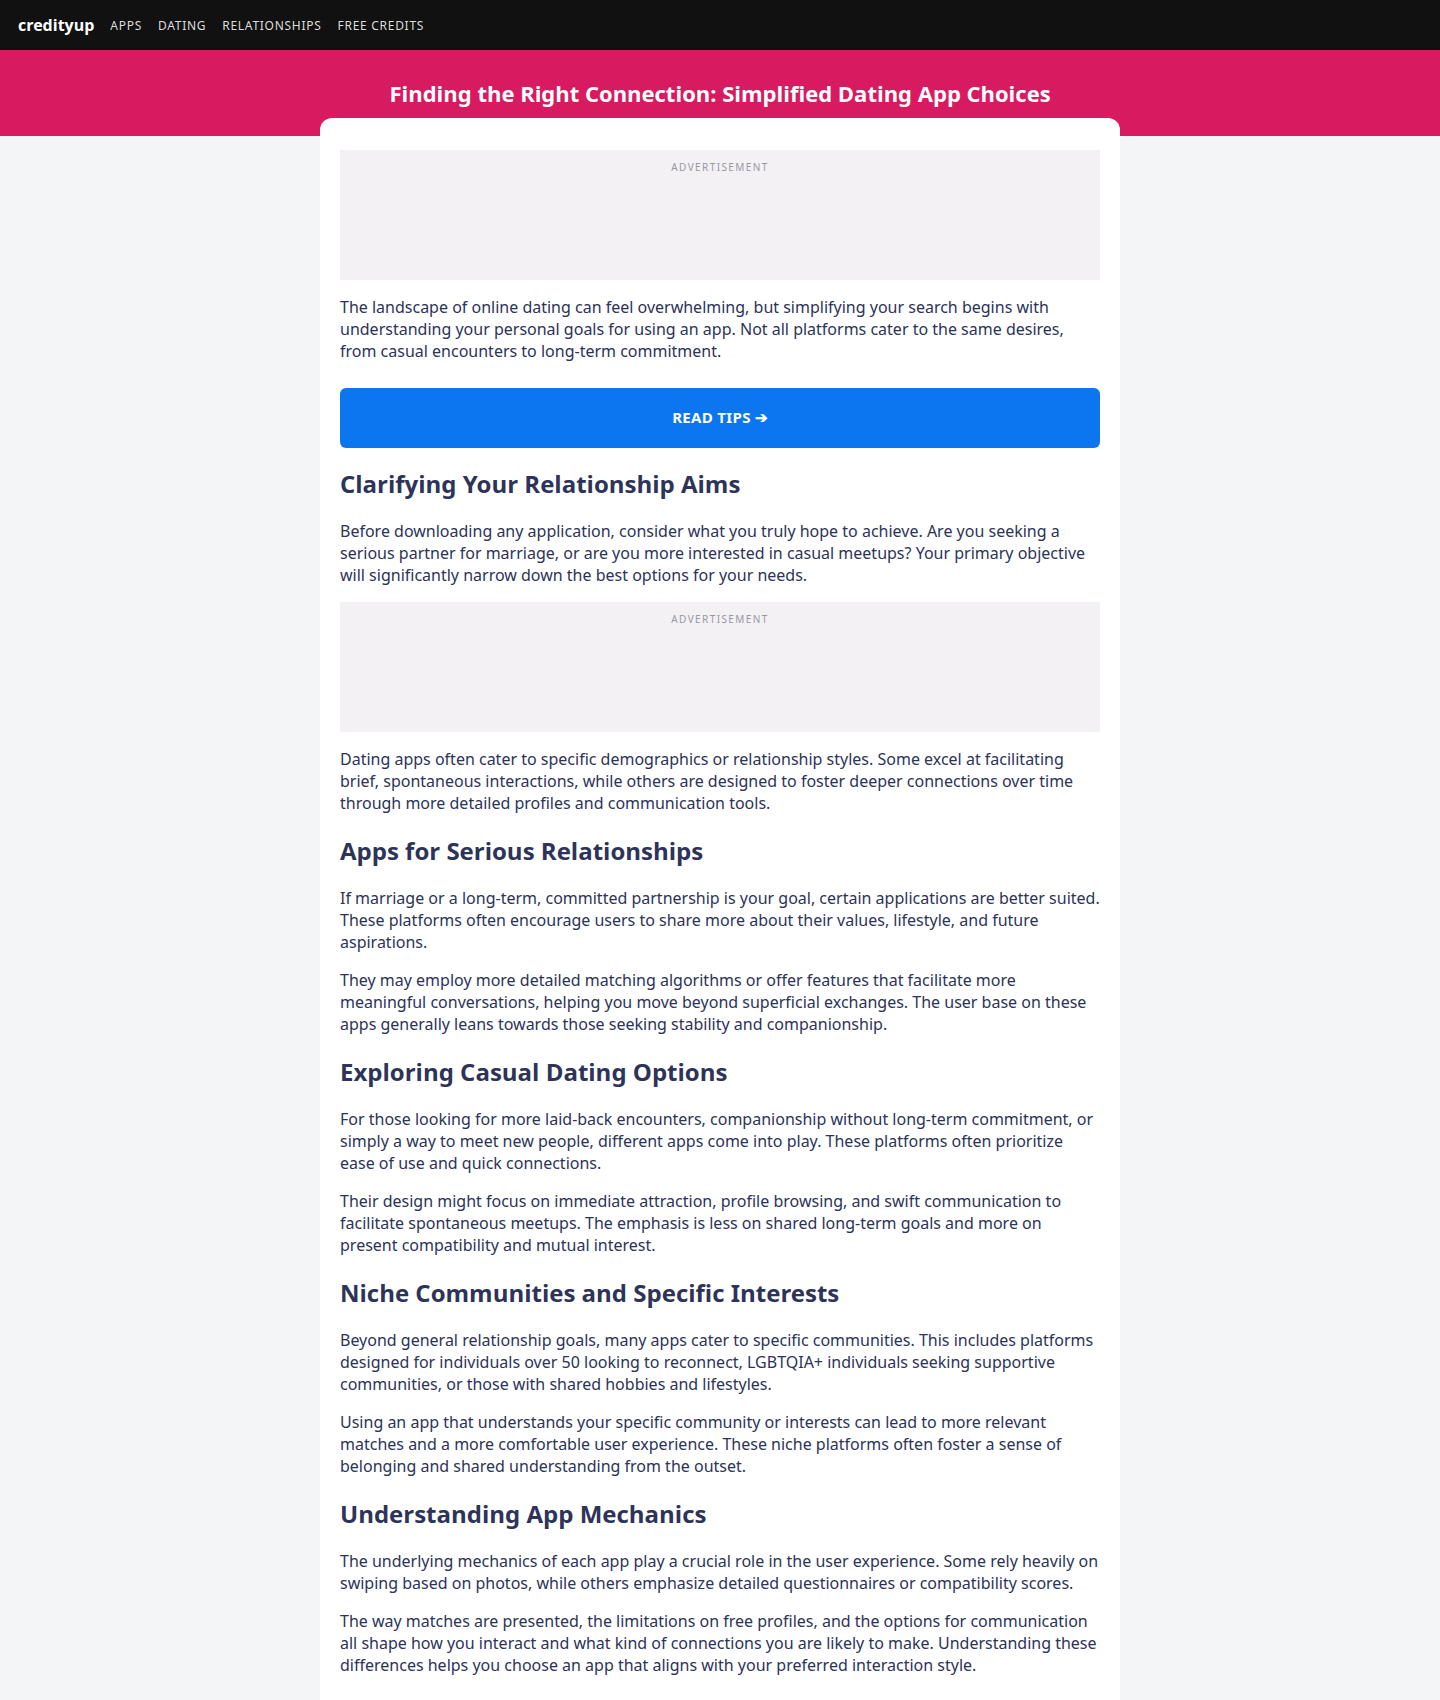 credityup APPS DATING RELATIONSHIPS FREE CREDITS
Finding the Right Connection: Simplified Dating App Choices
ADVERTISEMENT
The landscape of online dating can feel overwhelming, but simplifying your search begins with
understanding your personal goals for using an app. Not all platforms cater to the same desires,
from casual encounters to long-term commitment.
READ TIPS ➔
Clarifying Your Relationship Aims
Before downloading any application, consider what you truly hope to achieve. Are you seeking a
serious partner for marriage, or are you more interested in casual meetups? Your primary objective
will significantly narrow down the best options for your needs.
ADVERTISEMENT
Dating apps often cater to specific demographics or relationship styles. Some excel at facilitating
brief, spontaneous interactions, while others are designed to foster deeper connections over time
through more detailed profiles and communication tools.
Apps for Serious Relationships
If marriage or a long-term, committed partnership is your goal, certain applications are better suited.
These platforms often encourage users to share more about their values, lifestyle, and future
aspirations.
They may employ more detailed matching algorithms or offer features that facilitate more
meaningful conversations, helping you move beyond superficial exchanges. The user base on these
apps generally leans towards those seeking stability and companionship.
Exploring Casual Dating Options
For those looking for more laid-back encounters, companionship without long-term commitment, or
simply a way to meet new people, different apps come into play. These platforms often prioritize
ease of use and quick connections.
Their design might focus on immediate attraction, profile browsing, and swift communication to
facilitate spontaneous meetups. The emphasis is less on shared long-term goals and more on
present compatibility and mutual interest.
Niche Communities and Specific Interests
Beyond general relationship goals, many apps cater to specific communities. This includes platforms
designed for individuals over 50 looking to reconnect, LGBTQIA+ individuals seeking supportive
communities, or those with shared hobbies and lifestyles.
Using an app that understands your specific community or interests can lead to more relevant
matches and a more comfortable user experience. These niche platforms often foster a sense of
belonging and shared understanding from the outset.
Understanding App Mechanics
The underlying mechanics of each app play a crucial role in the user experience. Some rely heavily on
swiping based on photos, while others emphasize detailed questionnaires or compatibility scores.
The way matches are presented, the limitations on free profiles, and the options for communication
all shape how you interact and what kind of connections you are likely to make. Understanding these
differences helps you choose an app that aligns with your preferred interaction style.